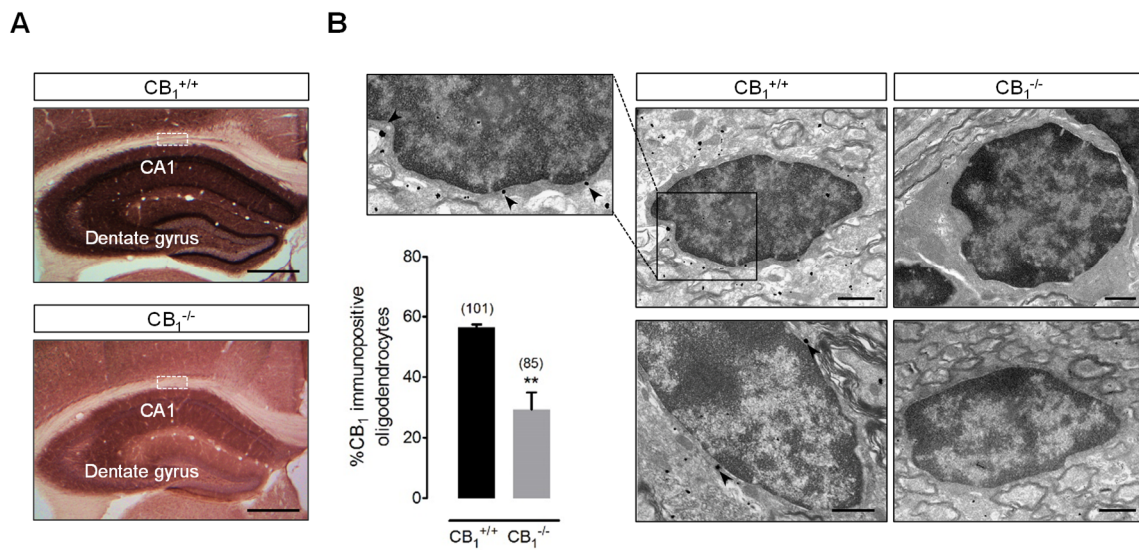 A
B
CB₁⁺/⁺
CA1
Dentate gyrus
CB₁⁻/⁻
CA1
Dentate gyrus
CB₁⁺/⁺
CB₁⁻/⁻
%CB₁ immunopositive
oligodendrocytes
80
60
40
20
0
(101)
(85)
**
CB₁⁺/⁺
CB₁⁻/⁻